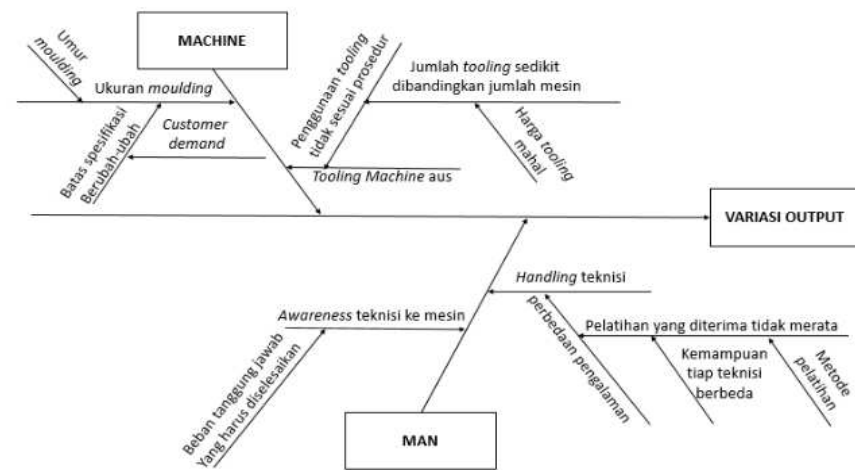 MACHINE
Umur
moulding
Ukuran moulding
Batas spesifikasi
Berubah-ubah
Customer
demand
Penggunaan tooling
tidak sesuai prosedur
Jumlah tooling sedikit
dibandingkan jumlah mesin
Harga tooling
mahal
Tooling Machine aus
VARIASI OUTPUT
Handling teknisi
Awareness teknisi ke mesin
perbedaan pengalaman
Pelatihan yang diterima tidak merata
Beban tanggung jawab
Yang harus diselesaikan
Kemampuan
tiap teknisi
berbeda
Metode
pelatihan
MAN